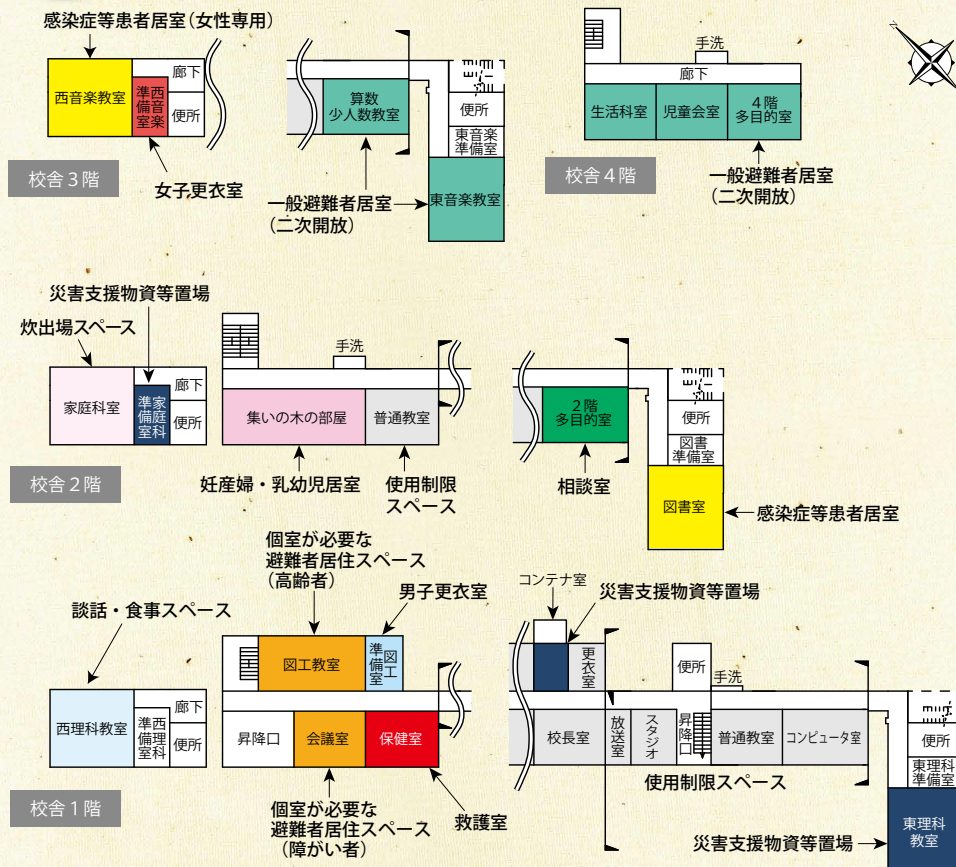 感染症等患者居室（女性専用）
西音楽教室
西音楽
準備室
廊下
便所
校舎３階
女子更衣室
算数
少人数教室
便所
東音楽
準備室
東音楽教室
一般避難者居室
（二次開放）
手洗
廊下
生活科室
児童会室
４階
多目的室
校舎４階
一般避難者居室
（二次開放）
災害支援物資等置場
炊出場スペース
家庭科室
家庭科
準備室
廊下
便所
校舎２階
手洗
集いの木の部屋
普通教室
妊産婦・乳幼児居室
使用制限
スペース
２階
多目的室
相談室
便所
図書
準備室
図書室
感染症等患者居室
個室が必要な
避難者居住スペース
（高齢者）
男子更衣室
談話・食事スペース
西理科教室
西理科
準備室
廊下
便所
校舎１階
図工教室
図工
準備室
昇降口
会議室
保健室
個室が必要な
避難者居住スペース
（障がい者）
救護室
コンテナ室
災害支援物資等置場
更衣室
便所
手洗
校長室
放送室
スタジオ
昇降口
普通教室
コンピュータ室
使用制限スペース
便所
東理科
準備室
東理科
教室
災害支援物資等置場